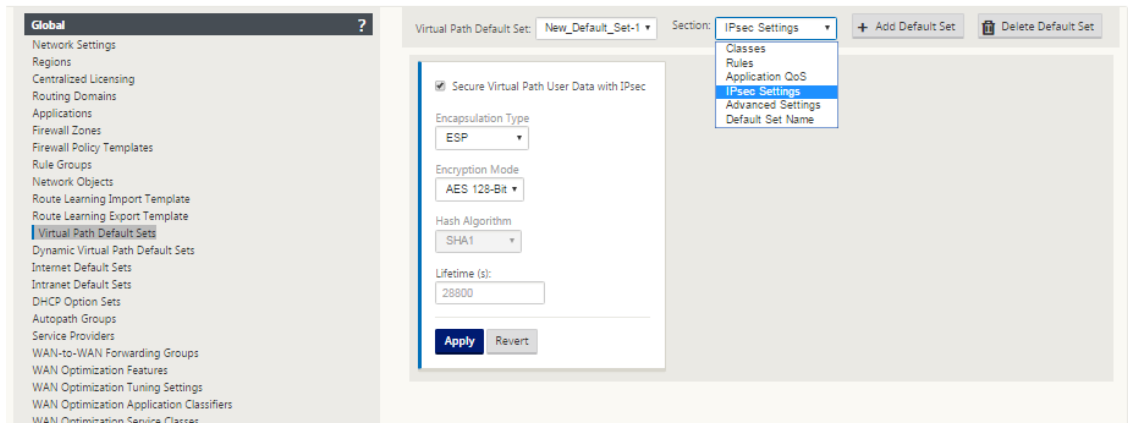 Global ?
Network Settings
Regions
Centralized Licensing
Routing Domains
Applications
Firewall Zones
Firewall Policy Templates
Rule Groups
Network Objects
Route Learning Import Template
Route Learning Export Template
Virtual Path Default Sets
Dynamic Virtual Path Default Sets
Internet Default Sets
Intranet Default Sets
DHCP Option Sets
Autopath Groups
Service Providers
WAN-to-WAN Forwarding Groups
WAN Optimization Features
WAN Optimization Tuning Settings
WAN Optimization Application Classifiers
WAN Optimization Service Classes
Virtual Path Default Set: New_Default_Set-1 Section: IPsec Settings + Add Default Set Delete Default Set
Classes
Rules
Application QoS
IPsec Settings
Advanced Settings
Default Set Name
Secure Virtual Path User Data with IPsec
Encapsulation Type
ESP
Encryption Mode
AES 128-Bit
Hash Algorithm
SHA1
Lifetime (s):
28800
Apply Revert